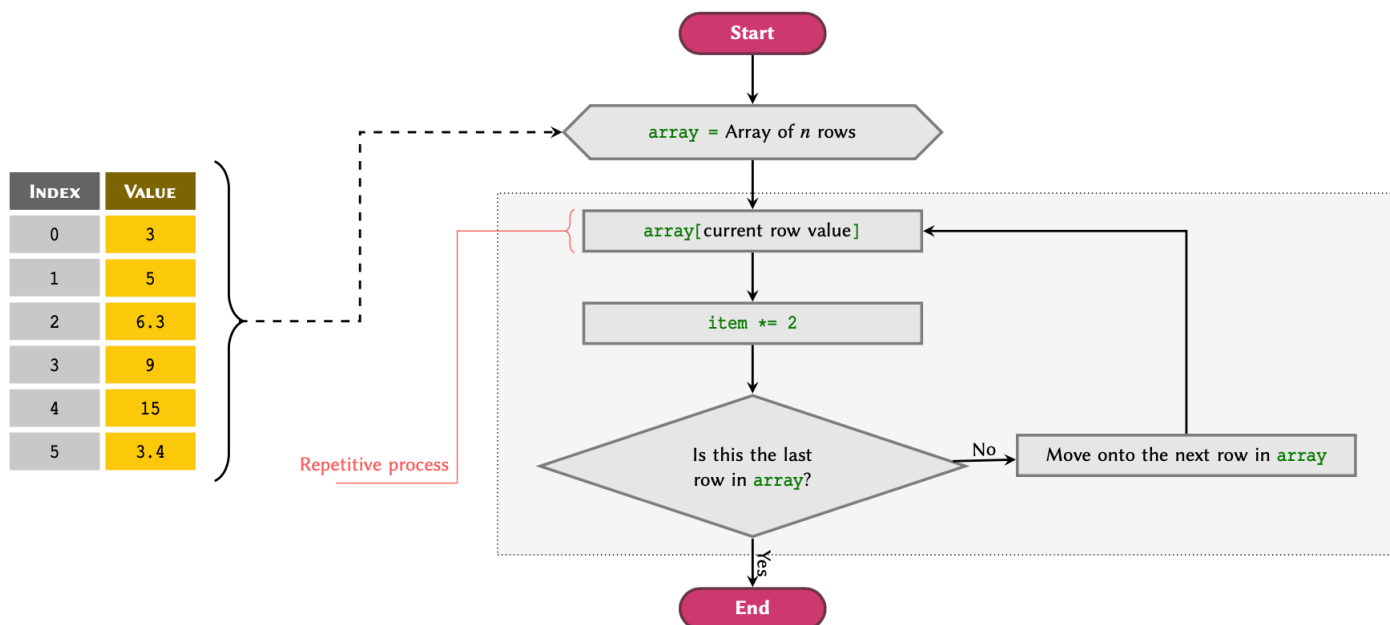 Start
array = Array of n rows
INDEX VALUE
0 3
1 5
2 6.3
3 9
4 15
5 3.4
array[current row value]
item *= 2
Repetitive process
Is this the last
row in array?
No
Move onto the next row in array
Yes
End